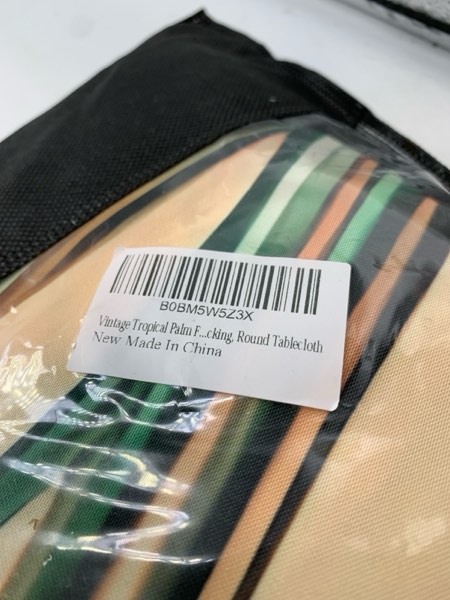 B0BM5W5Z3X
Vintage Tropical Palm F...cking, Round Tablecloth
New Made In China